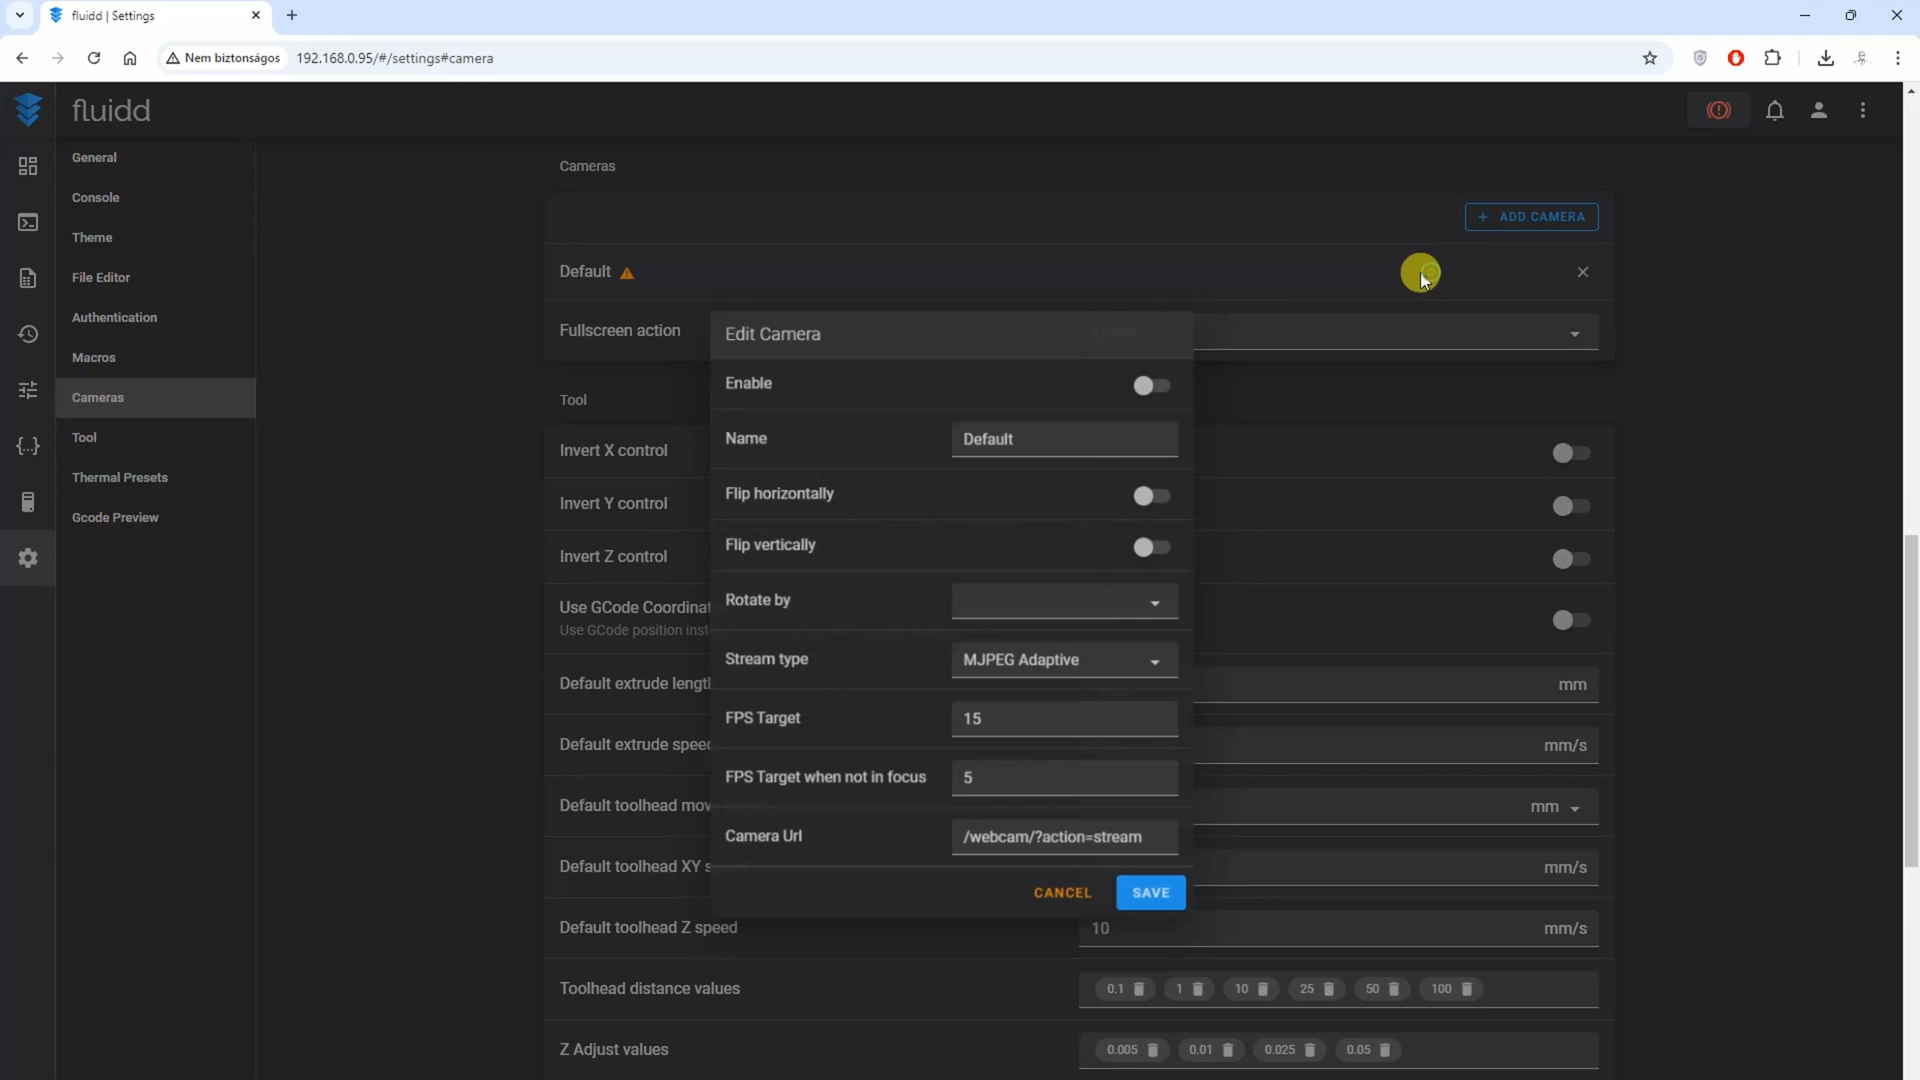 fluidd | Settings
Nem biztonságos
192.168.0.95/#/settings#camera
fluidd
General
Console
Theme
File Editor
Authentication
Macros
Cameras
Tool
Thermal Presets
Gcode Preview
Cameras
+ ADD CAMERA
Default
Fullscreen action
Tool
Invert X control
Invert Y control
Invert Z control
Use GCode Coordinat
Use GCode position inst
Default extrude length
mm
Default extrude speed
mm/s
Default toolhead mov
mm
Default toolhead XY s
mm/s
Default toolhead Z speed
10
mm/s
Toolhead distance values
0.1 1 10 25 50 100
Z Adjust values
0.005 0.01 0.025 0.05
Edit Camera
Enable
Name
Default
Flip horizontally
Flip vertically
Rotate by
Stream type
MJPEG Adaptive
FPS Target
15
FPS Target when not in focus
5
Camera Url
/webcam/?action=stream
CANCEL
SAVE